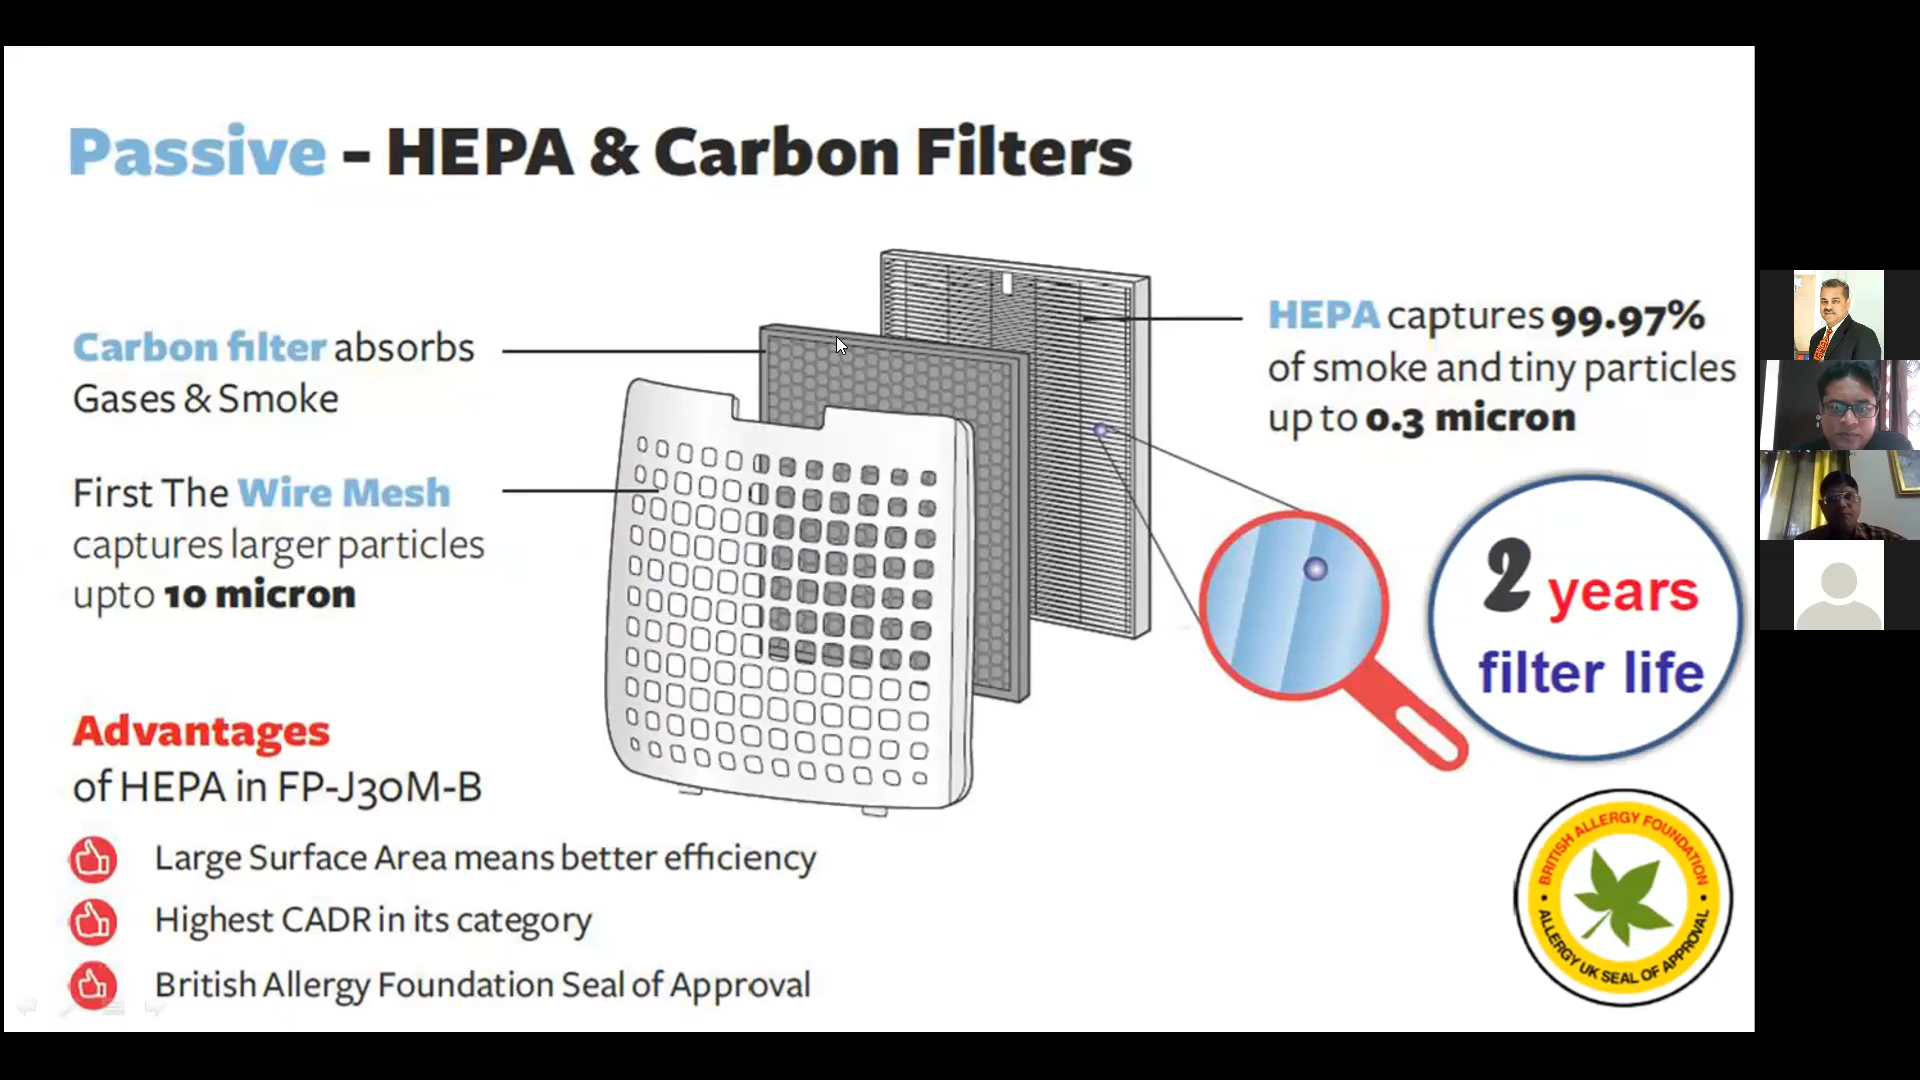 Passive - HEPA & Carbon Filters
Carbon filter absorbs
Gases & Smoke
First The Wire Mesh
captures larger particles
upto 10 micron
HEPA captures 99.97%
of smoke and tiny particles
up to 0.3 micron
2 years
filter life
Advantages
of HEPA in FP-J30M-B
Large Surface Area means better efficiency
Highest CADR in its category
British Allergy Foundation Seal of Approval
BRITISH ALLERGY FOUNDATION
ALLERGY UK SEAL OF APPROVAL